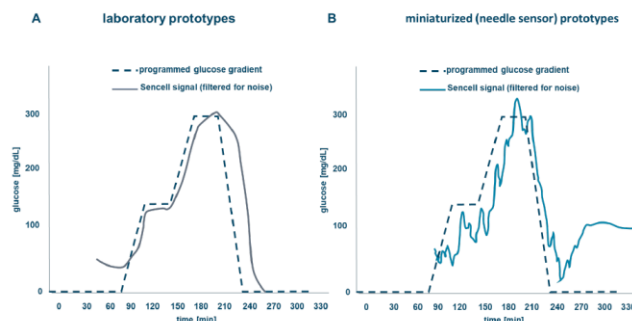 A laboratory prototypes
programmed glucose gradient
Sencell signal (filtered for noise)
glucose [mg/dL]
300
200
100
0
0 30 60 90 120 150 180 210 240 270 300 330
time [min]
B miniaturized (needle sensor) prototypes
programmed glucose gradient
Sencell signal (filtered for noise)
glucose [mg/dL]
300
200
100
0
0 30 60 90 120 150 180 210 240 270 300 330
time [min]